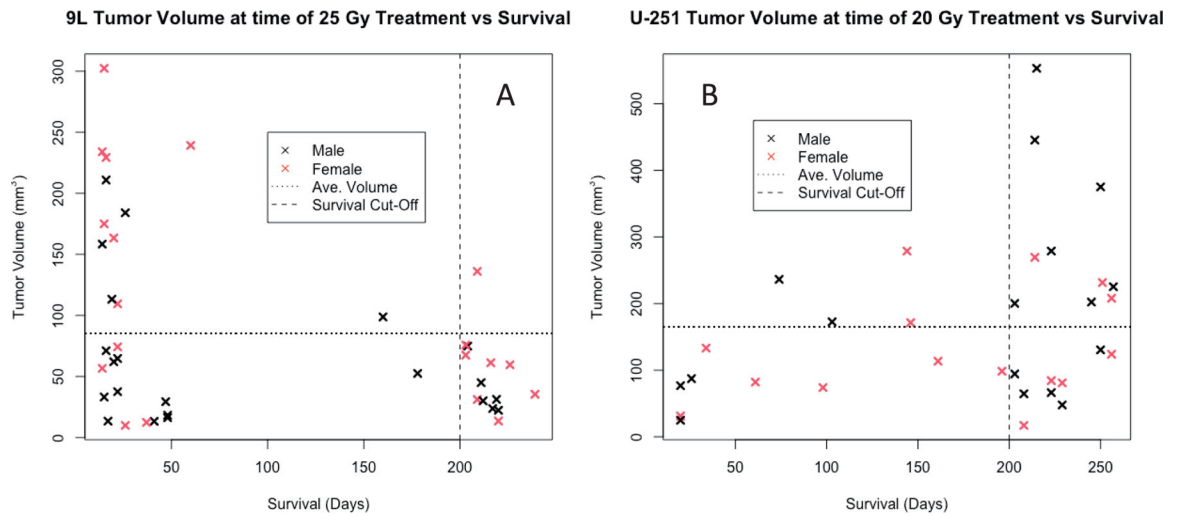 9L Tumor Volume at time of 25 Gy Treatment vs Survival
A
Male
Female
Ave. Volume
Survival Cut-Off
Tumor Volume (mm³)
0
50
100
150
200
250
300
50
100
150
200
Survival (Days)
U-251 Tumor Volume at time of 20 Gy Treatment vs Survival
B
Male
Female
Ave. Volume
Survival Cut-Off
Tumor Volume (mm³)
0
100
200
300
400
500
50
100
150
200
250
Survival (Days)